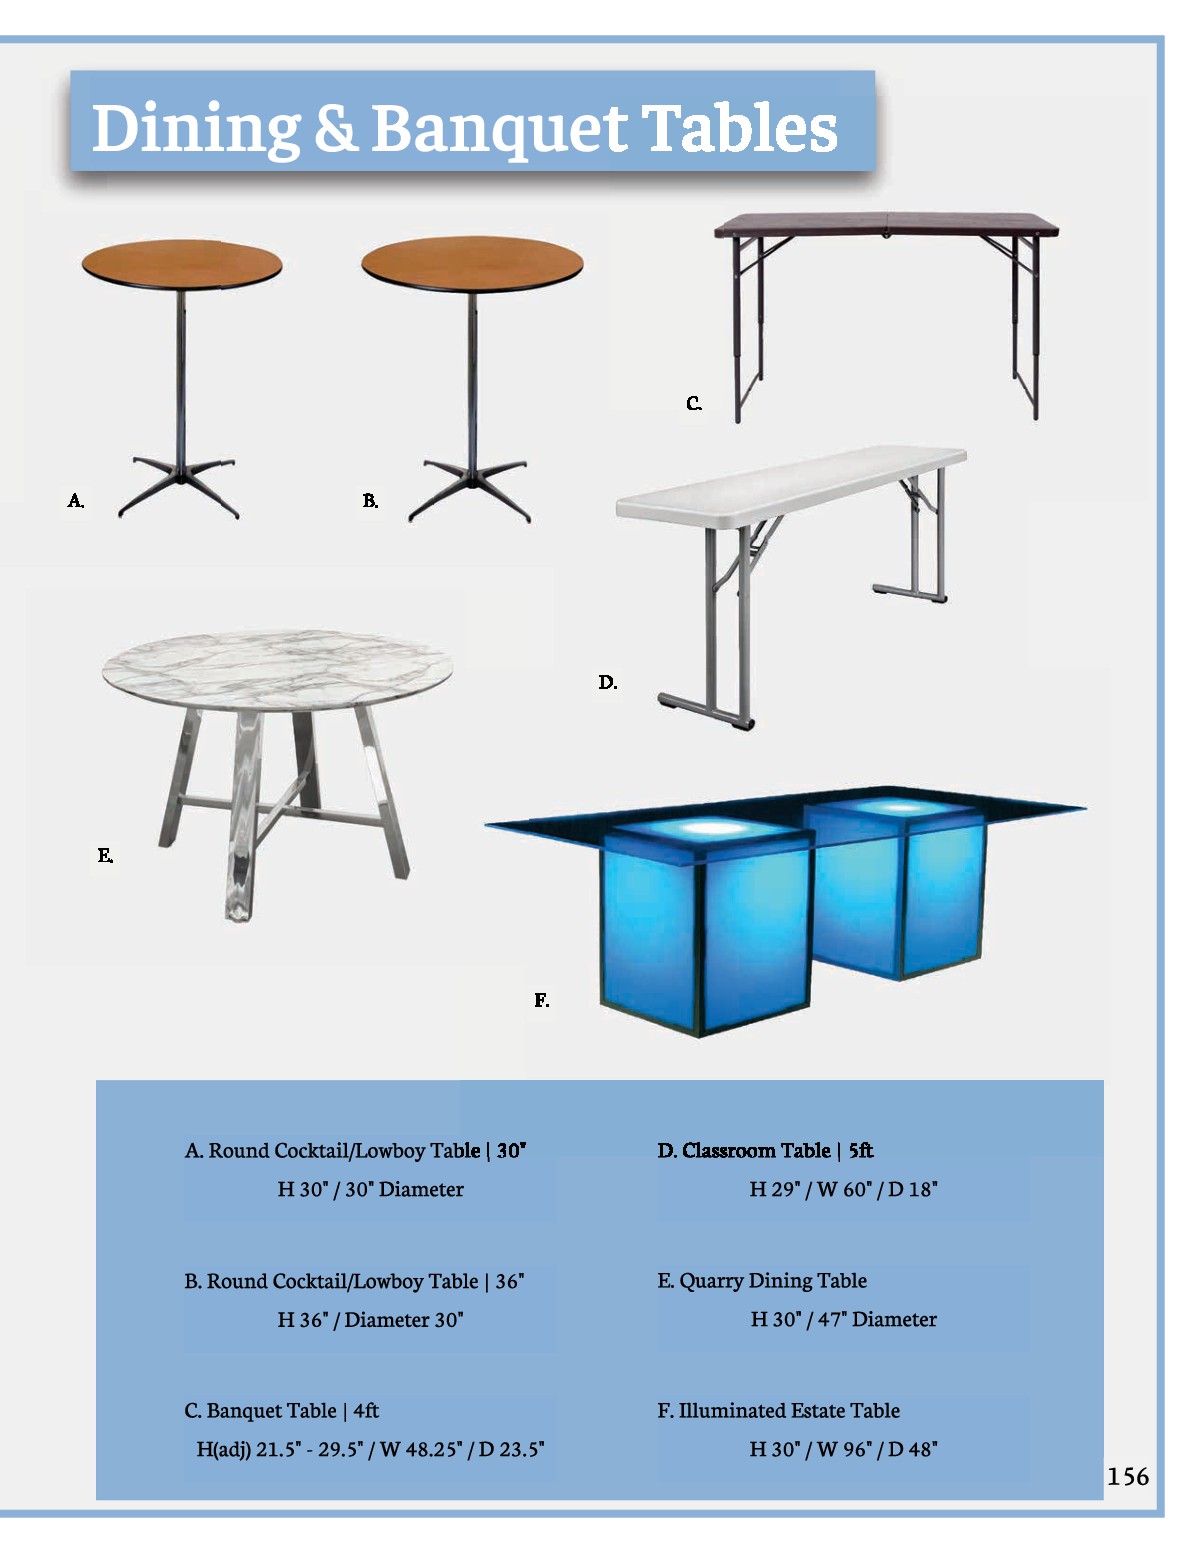 Dining & Banquet Tables
C.
A.
B.
D.
E.
F.
A. Round Cocktail/Lowboy Table | 30"
H 30" / 30" Diameter
B. Round Cocktail/Lowboy Table | 36"
H 36" / Diameter 30"
C. Banquet Table | 4ft
H(adj) 21.5" - 29.5" / W 48.25" / D 23.5"
D. Classroom Table | 5ft
H 29" / W 60" / D 18"
E. Quarry Dining Table
H 30" / 47" Diameter
F. Illuminated Estate Table
H 30" / W 96" / D 48"
156